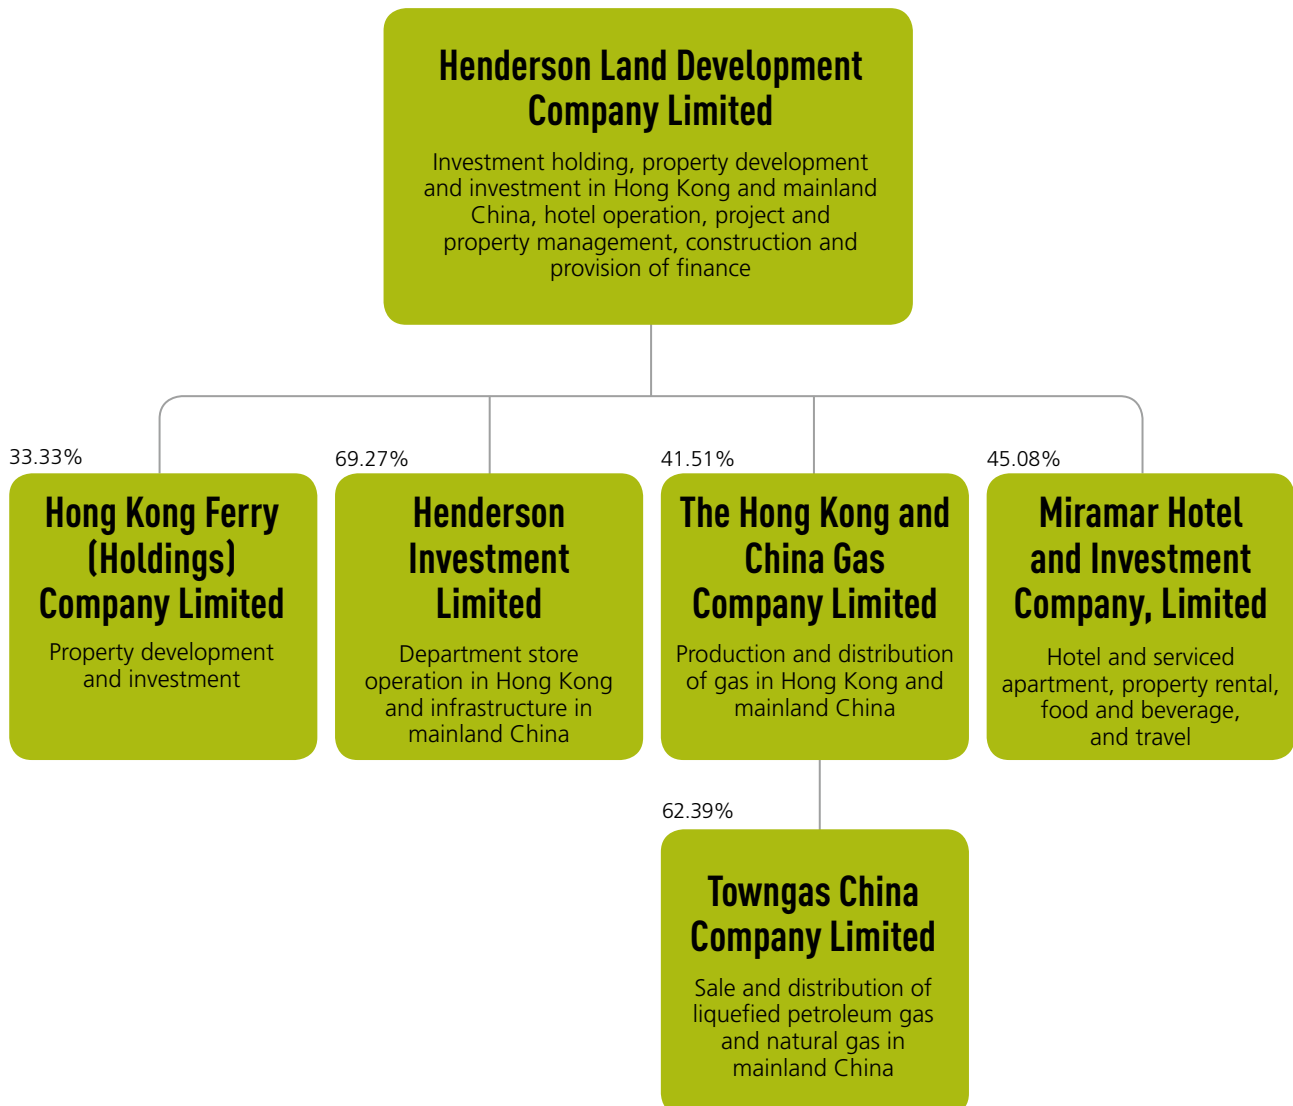 Henderson Land Development
Company Limited
Investment holding, property development
and investment in Hong Kong and mainland
China, hotel operation, project and
property management, construction and
provision of finance
33.33%
Hong Kong Ferry
(Holdings)
Company Limited
Property development
and investment
69.27%
Henderson
Investment
Limited
Department store
operation in Hong Kong
and infrastructure in
mainland China
41.51%
The Hong Kong and
China Gas
Company Limited
Production and distribution
of gas in Hong Kong and
mainland China
45.08%
Miramar Hotel
and Investment
Company, Limited
Hotel and serviced
apartment, property rental,
food and beverage,
and travel
62.39%
Towngas China
Company Limited
Sale and distribution of
liquefied petroleum gas
and natural gas in
mainland China